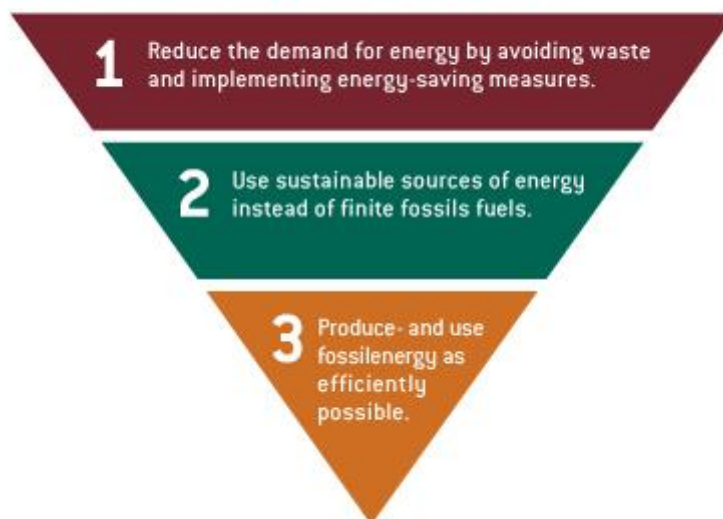 1
Reduce the demand for energy by avoiding waste
and implementing energy-saving measures.
2
Use sustainable sources of energy
instead of finite fossils fuels.
3
Produce- and use
fossilenergy as
efficiently
possible.